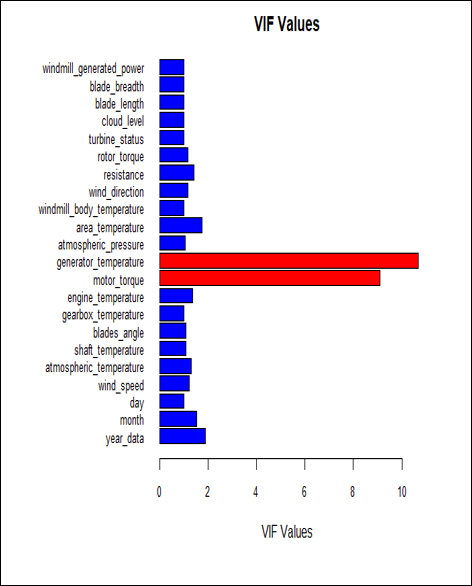 VIF Values
windmill_generated_power
blade_breadth
blade_length
cloud_level
turbine_status
rotor_torque
resistance
wind_direction
windmill_body_temperature
area_temperature
atmospheric_pressure
generator_temperature
motor_torque
engine_temperature
gearbox_temperature
blades_angle
shaft_temperature
atmospheric_temperature
wind_speed
day
month
year_data
0 2 4 6 8 10
VIF Values